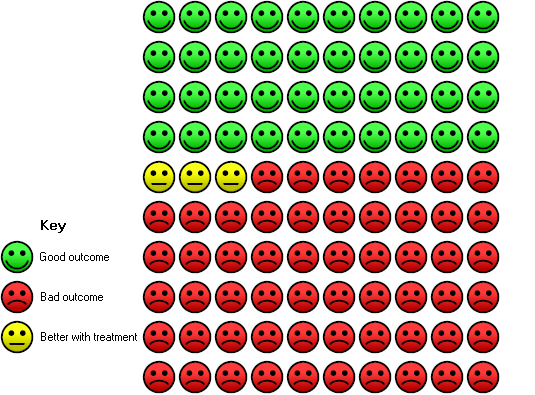 Key
Good outcome
Bad outcome
Better with treatment